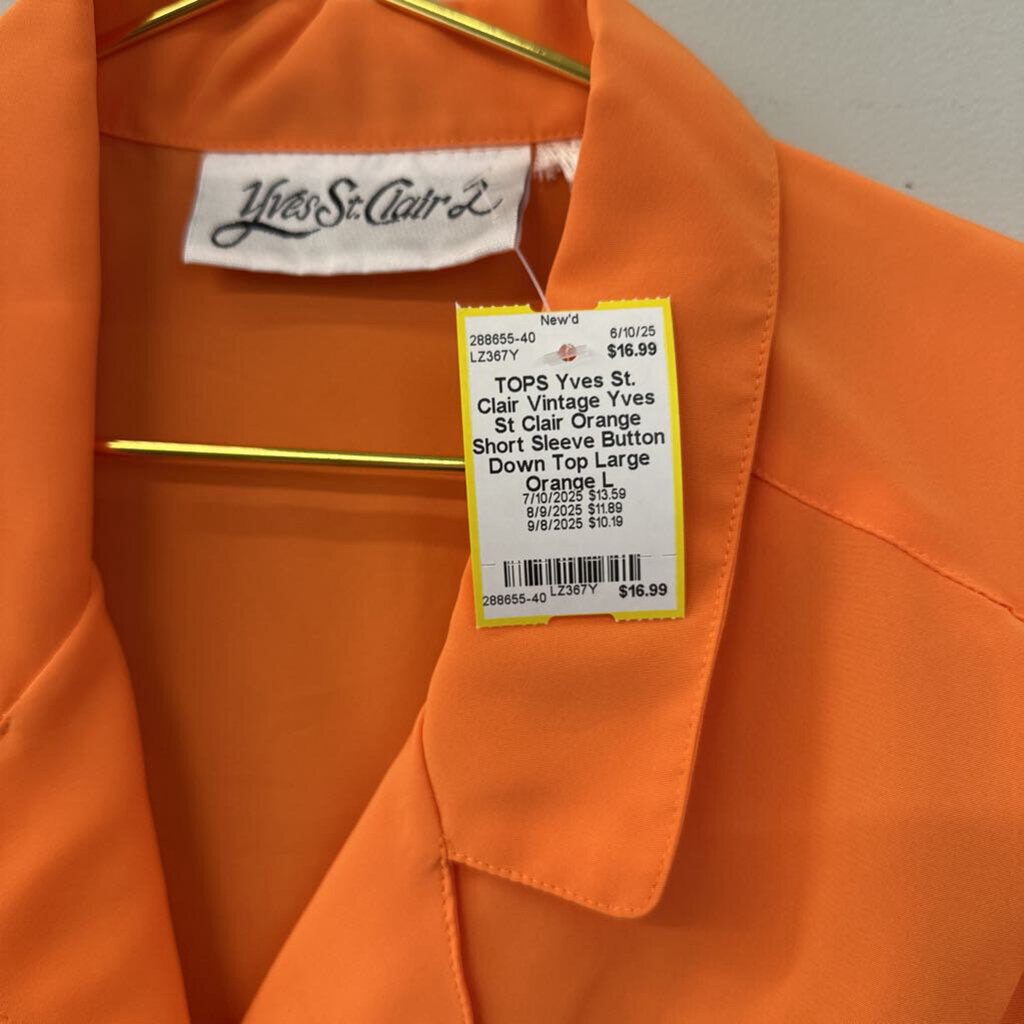 Yves St. Clair 2
New'd
288655-40 6/10/25
LZ367Y $16.99
TOPS Yves St.
Clair Vintage Yves
St Clair Orange
Short Sleeve Button
Down Top Large
Orange L
7/10/2025 $13.59
8/9/2025 $11.89
9/8/2025 $10.19
288655-40 LZ367Y $16.99